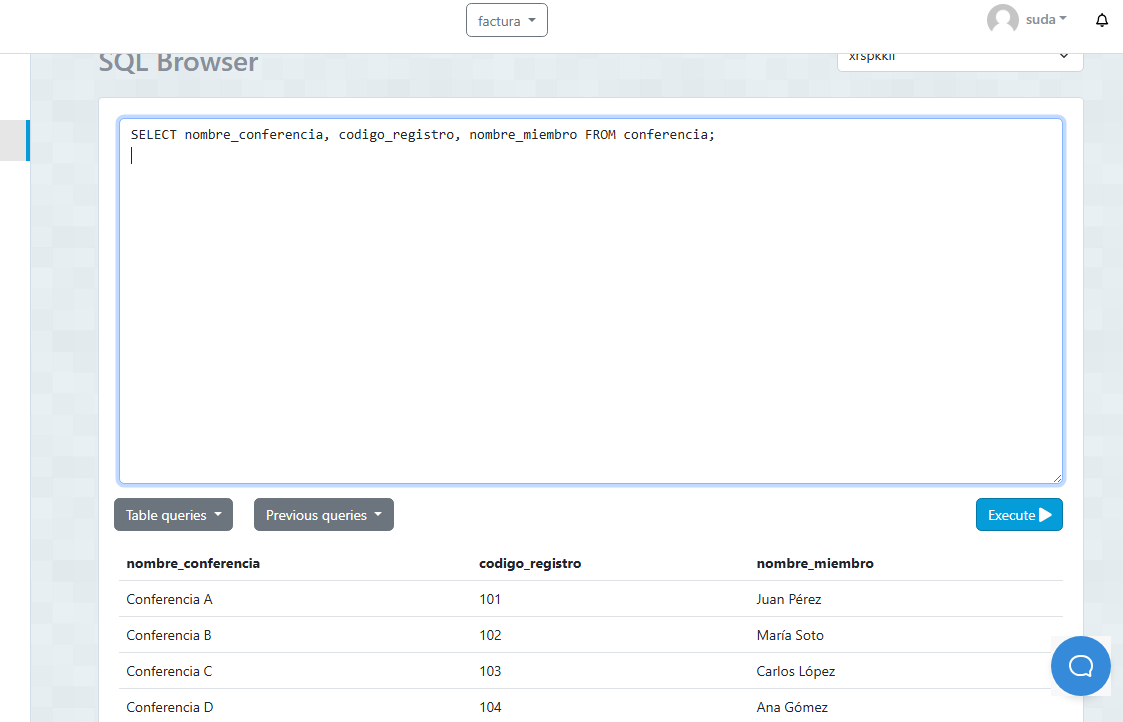 factura
suda
SQL Browser
SELECT nombre_conferencia, codigo_registro, nombre_miembro FROM conferencia;
Table queries
Previous queries
Execute
nombre_conferencia codigo_registro nombre_miembro
Conferencia A 101 Juan Pérez
Conferencia B 102 María Soto
Conferencia C 103 Carlos López
Conferencia D 104 Ana Gómez